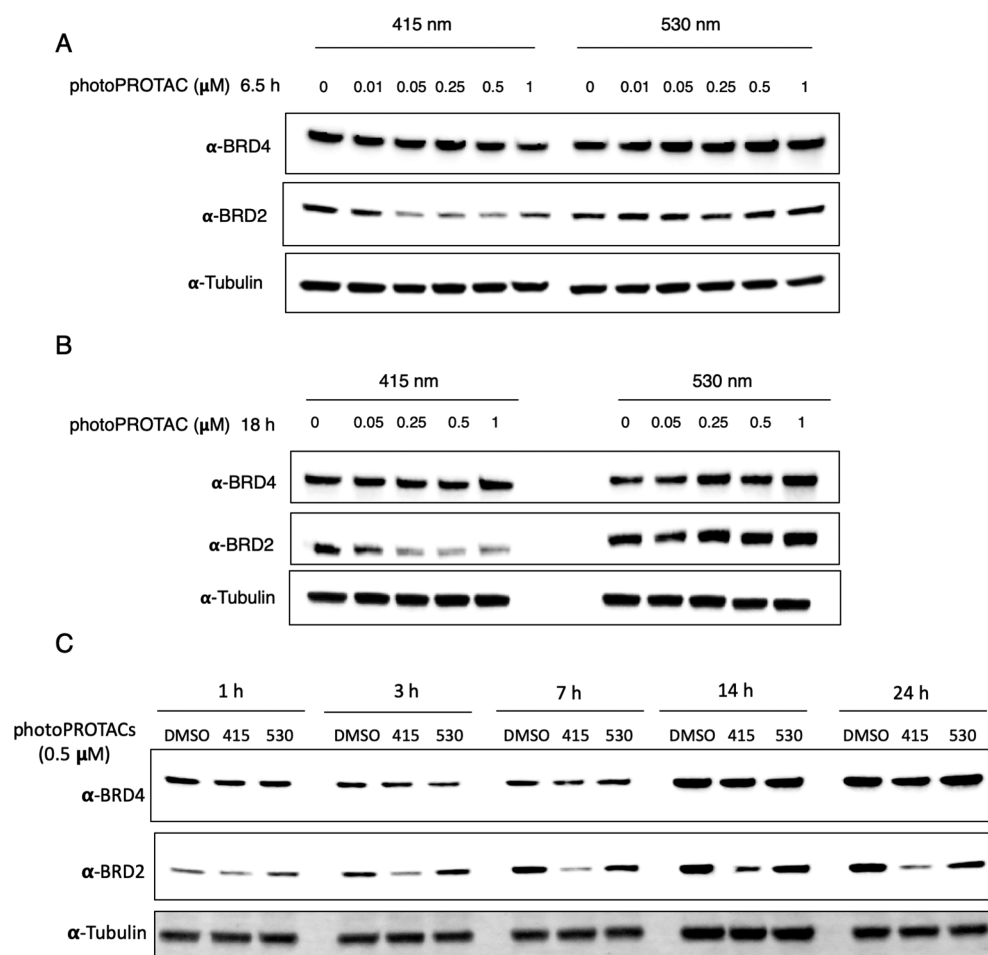 A
415 nm 530 nm
photoPROTAC (μM) 6.5 h 0 0.01 0.05 0.25 0.5 1 0 0.01 0.05 0.25 0.5 1
α-BRD4
α-BRD2
α-Tubulin
B
415 nm 530 nm
photoPROTAC (μM) 18 h 0 0.05 0.25 0.5 1 0 0.05 0.25 0.5 1
α-BRD4
α-BRD2
α-Tubulin
C
1 h 3 h 7 h 14 h 24 h
photoPROTACs
(0.5 μM)
DMSO 415 530 DMSO 415 530 DMSO 415 530 DMSO 415 530 DMSO 415 530
α-BRD4
α-BRD2
α-Tubulin